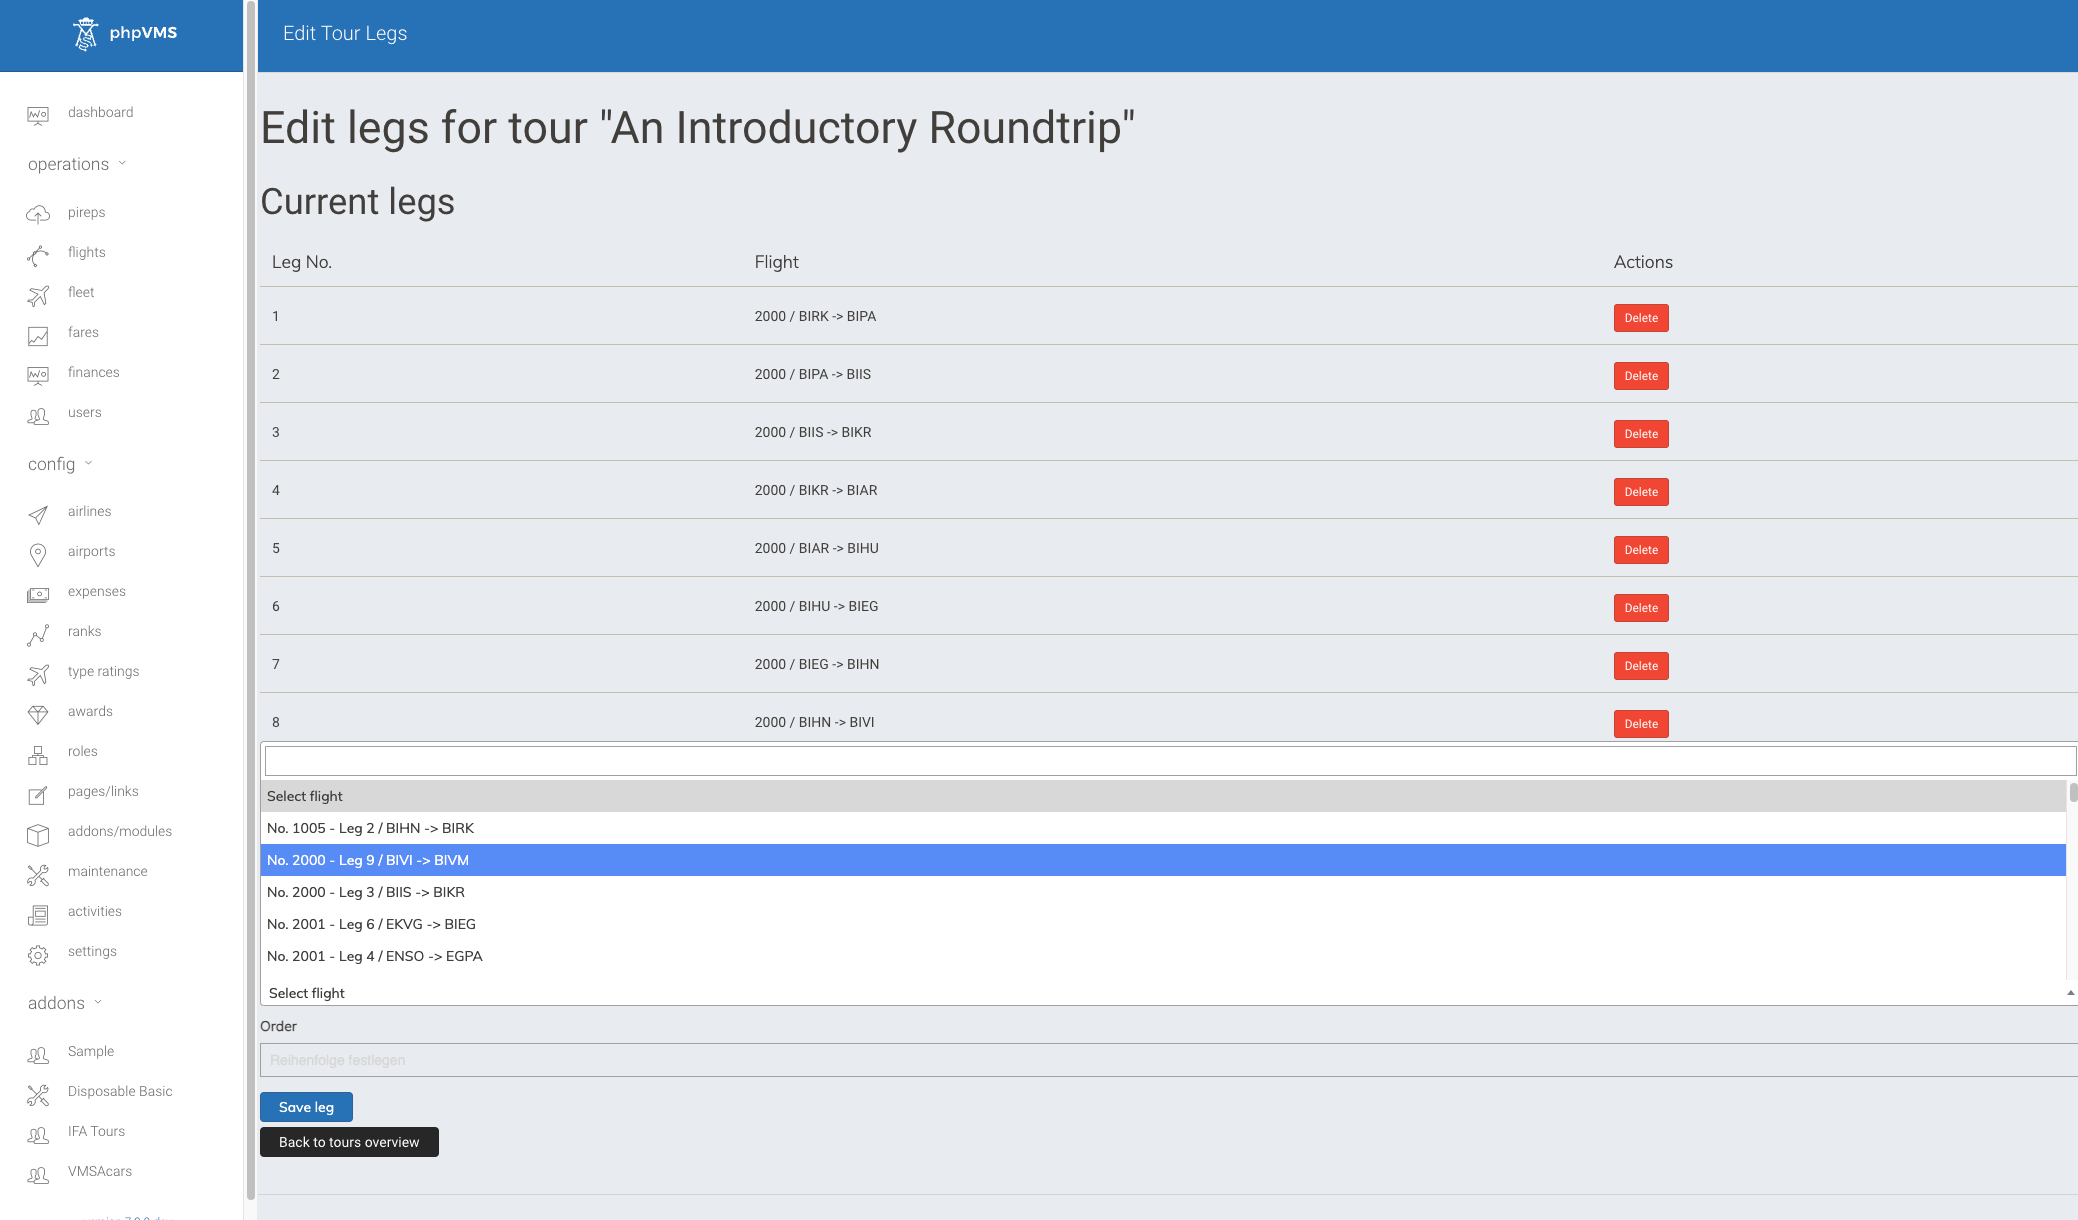 phpVMS
Edit Tour Legs
dashboard
operations
pireps
flights
fleet
fares
finances
users
config
airlines
airports
expenses
ranks
type ratings
awards
roles
pages/links
addons/modules
maintenance
activities
settings
addons
Sample
Disposable Basic
IFA Tours
VMSAcars
Edit legs for tour "An Introductory Roundtrip"
Current legs
Leg No. Flight Actions
1 2000 / BIRK -> BIPA Delete
2 2000 / BIPA -> BIIS Delete
3 2000 / BIIS -> BIKR Delete
4 2000 / BIKR -> BIAR Delete
5 2000 / BIAR -> BIHU Delete
6 2000 / BIHU -> BIEG Delete
7 2000 / BIEG -> BIHN Delete
8 2000 / BIHN -> BIVI Delete
Select flight
No. 1005 - Leg 2 / BIHN -> BIRK
No. 2000 - Leg 9 / BIVI -> BIVM
No. 2000 - Leg 3 / BIIS -> BIKR
No. 2001 - Leg 6 / EKVG -> BIEG
No. 2001 - Leg 4 / ENSO -> EGPA
Select flight
Order
Reihenfolge festlegen
Save leg
Back to tours overview